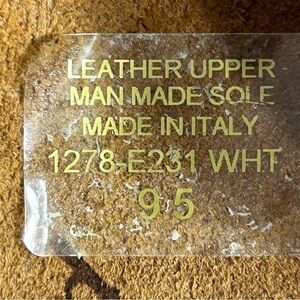 LEATHER UPPER
MAN MADE SOLE
MADE IN ITALY
1278-E231 WHT
9.5